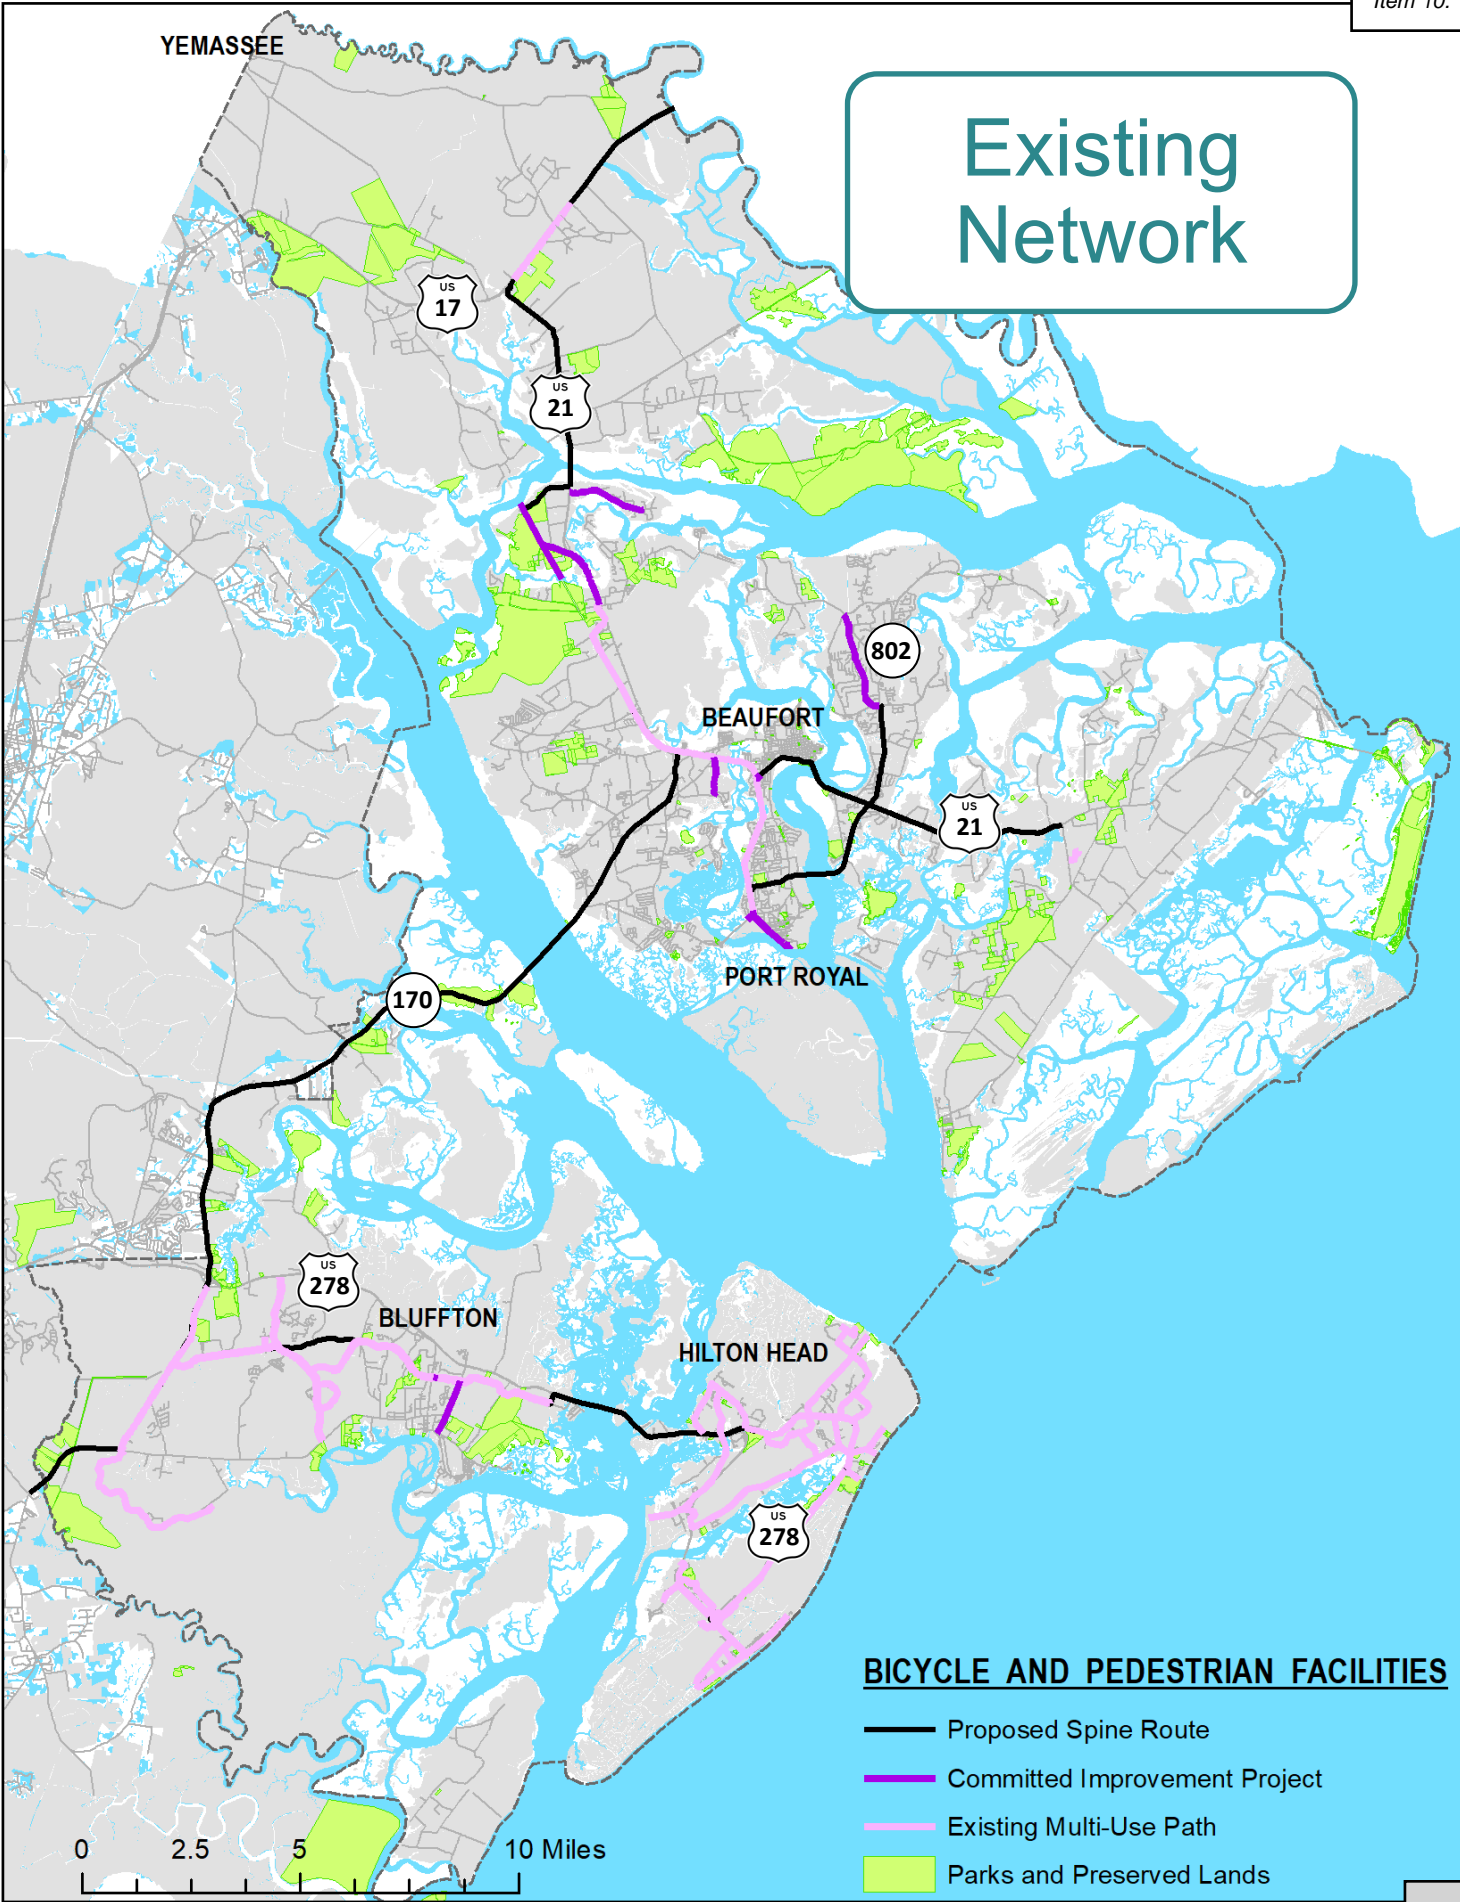 Item 10.
YEMASSEE
Existing
Network
US
17
US
21
802
BEAUFORT
US
21
PORT ROYAL
170
US
278
BLUFFTON
HILTON HEAD
US
278
BICYCLE AND PEDESTRIAN FACILITIES
Proposed Spine Route
Committed Improvement Project
Existing Multi-Use Path
Parks and Preserved Lands
0 2.5 5 10 Miles